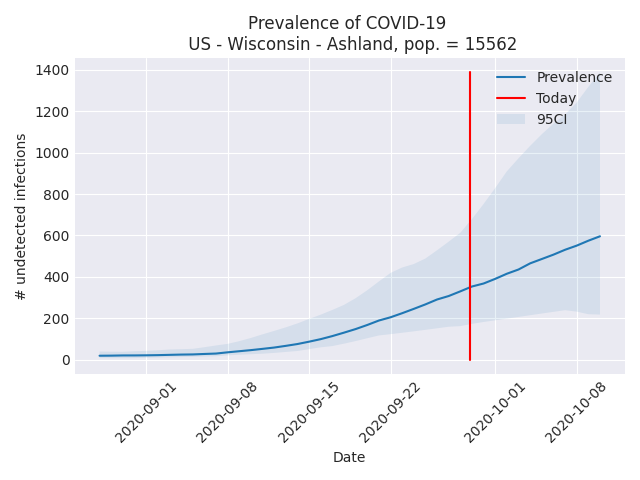 Prevalence of COVID-19
US - Wisconsin - Ashland, pop. = 15562
1400
1200
1000
800
600
400
200
0
# undetected infections
Prevalence
Today
95CI
2020-09-01
2020-09-08
2020-09-15
2020-09-22
2020-10-01
2020-10-08
Date